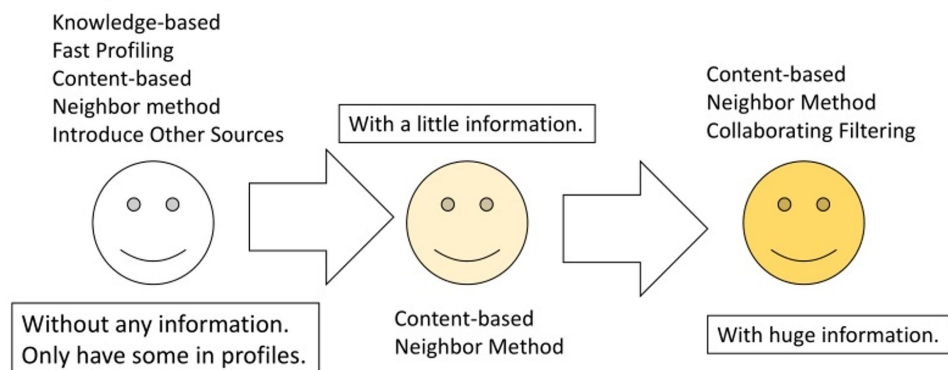 Knowledge-based
Fast Profiling
Content-based
Neighbor method
Introduce Other Sources
Without any information.
Only have some in profiles.
With a little information.
Content-based
Neighbor Method
Content-based
Neighbor Method
Collaborating Filtering
With huge information.